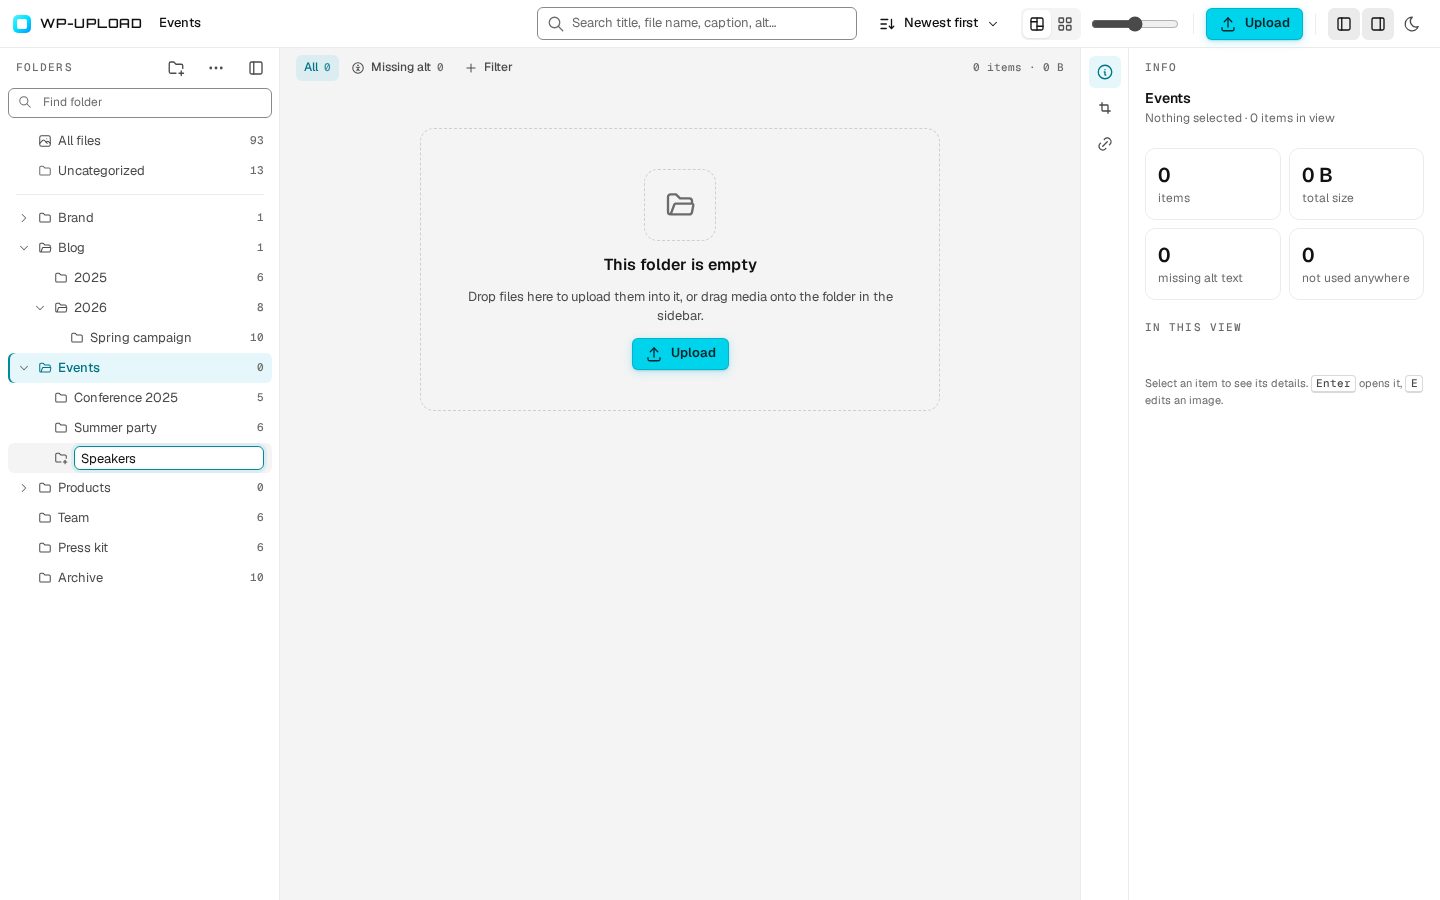 WP-UPLOAD Events
Search title, file name, caption, alt…
Newest first
Upload
FOLDERS
Find folder
All files 93
Uncategorized 13
Brand 1
Blog 1
2025 6
2026 8
Spring campaign 10
Events 0
Conference 2025 5
Summer party 6
Speakers
Products 0
Team 6
Press kit 6
Archive 10
All 0 Missing alt 0 Filter
0 items · 0 B
This folder is empty
Drop files here to upload them into it, or drag media onto the folder in the
sidebar.
Upload
INFO
Events
Nothing selected · 0 items in view
0
items
0 B
total size
0
missing alt text
0
not used anywhere
IN THIS VIEW
Select an item to see its details. Enter opens it, E
edits an image.